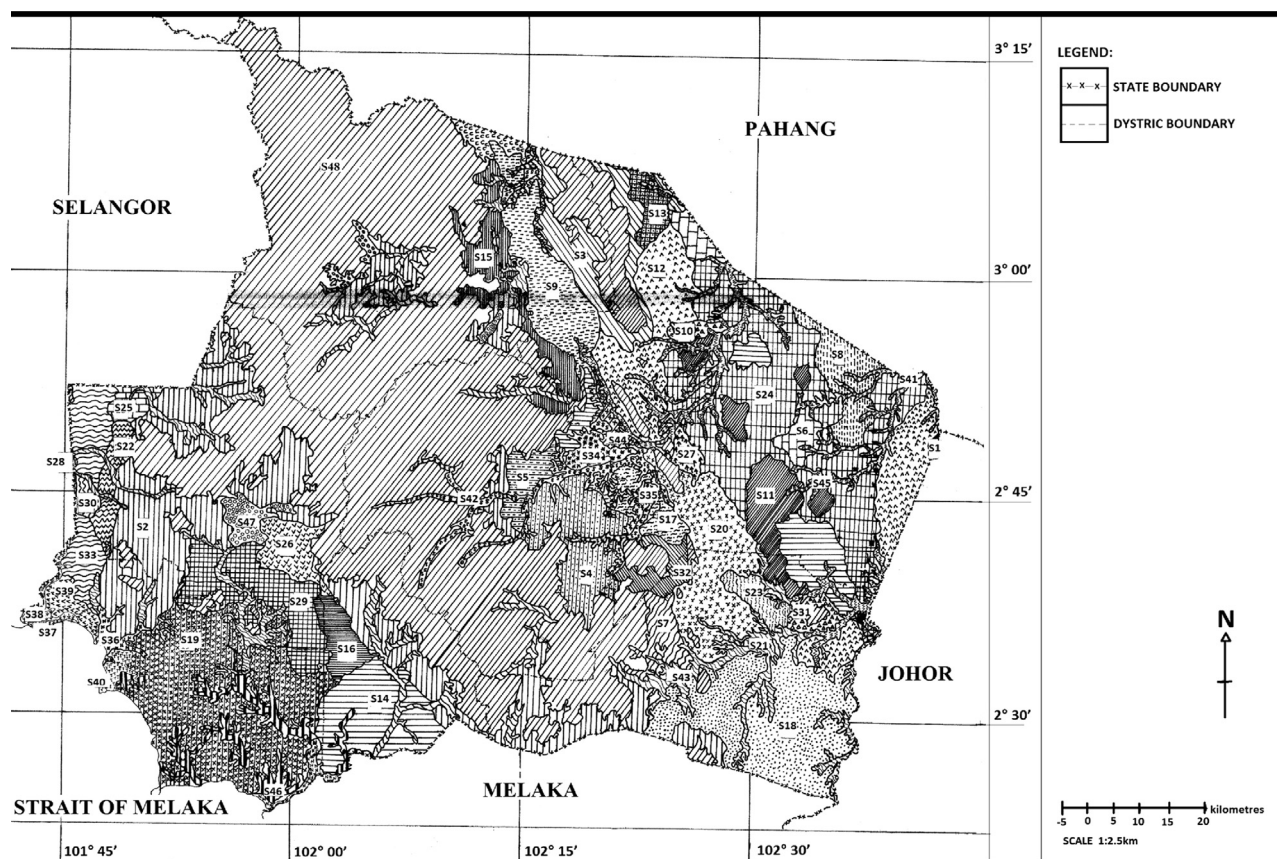 3° 15'
LEGEND:
STATE BOUNDARY
DYSTRIC BOUNDARY
PAHANG
S48
SELANGOR
S13
S3
S15
S12
3° 00'
S9
S10
S8
S41
S24
S25
S6
S22
S44
S1
S34
S27
S28
S5
S45
S35
S11
2° 45'
S42
S30
S47
S17
S2
S20
S26
S33
S4
S32
S39
S23
S29
S38
S31
S37
S7
S36
S19
S21
S16
N
S40
S43
JOHOR
S14
S18
2° 30'
MELAKA
S46
STRAIT OF MELAKA
-5 0 5 10 15 20 kilometres
SCALE 1:2.5km
101° 45' 102° 00' 102° 15' 102° 30'